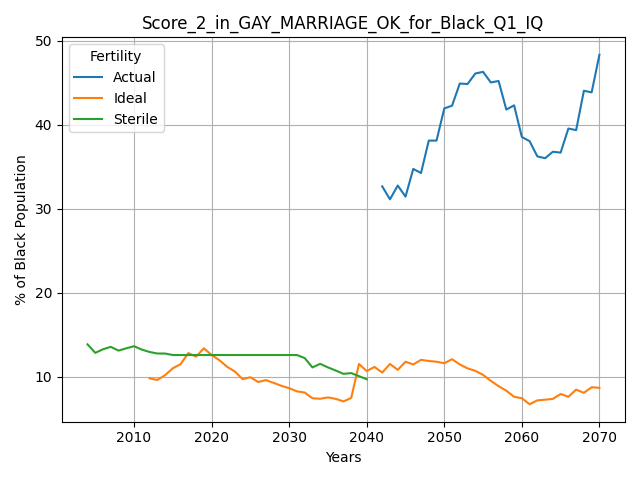 Score_2_in_GAY_MARRIAGE_OK_for_Black_Q1_IQ
Fertility
Actual
Ideal
Sterile
% of Black Population
50
40
30
20
10
2010 2020 2030 2040 2050 2060 2070
Years